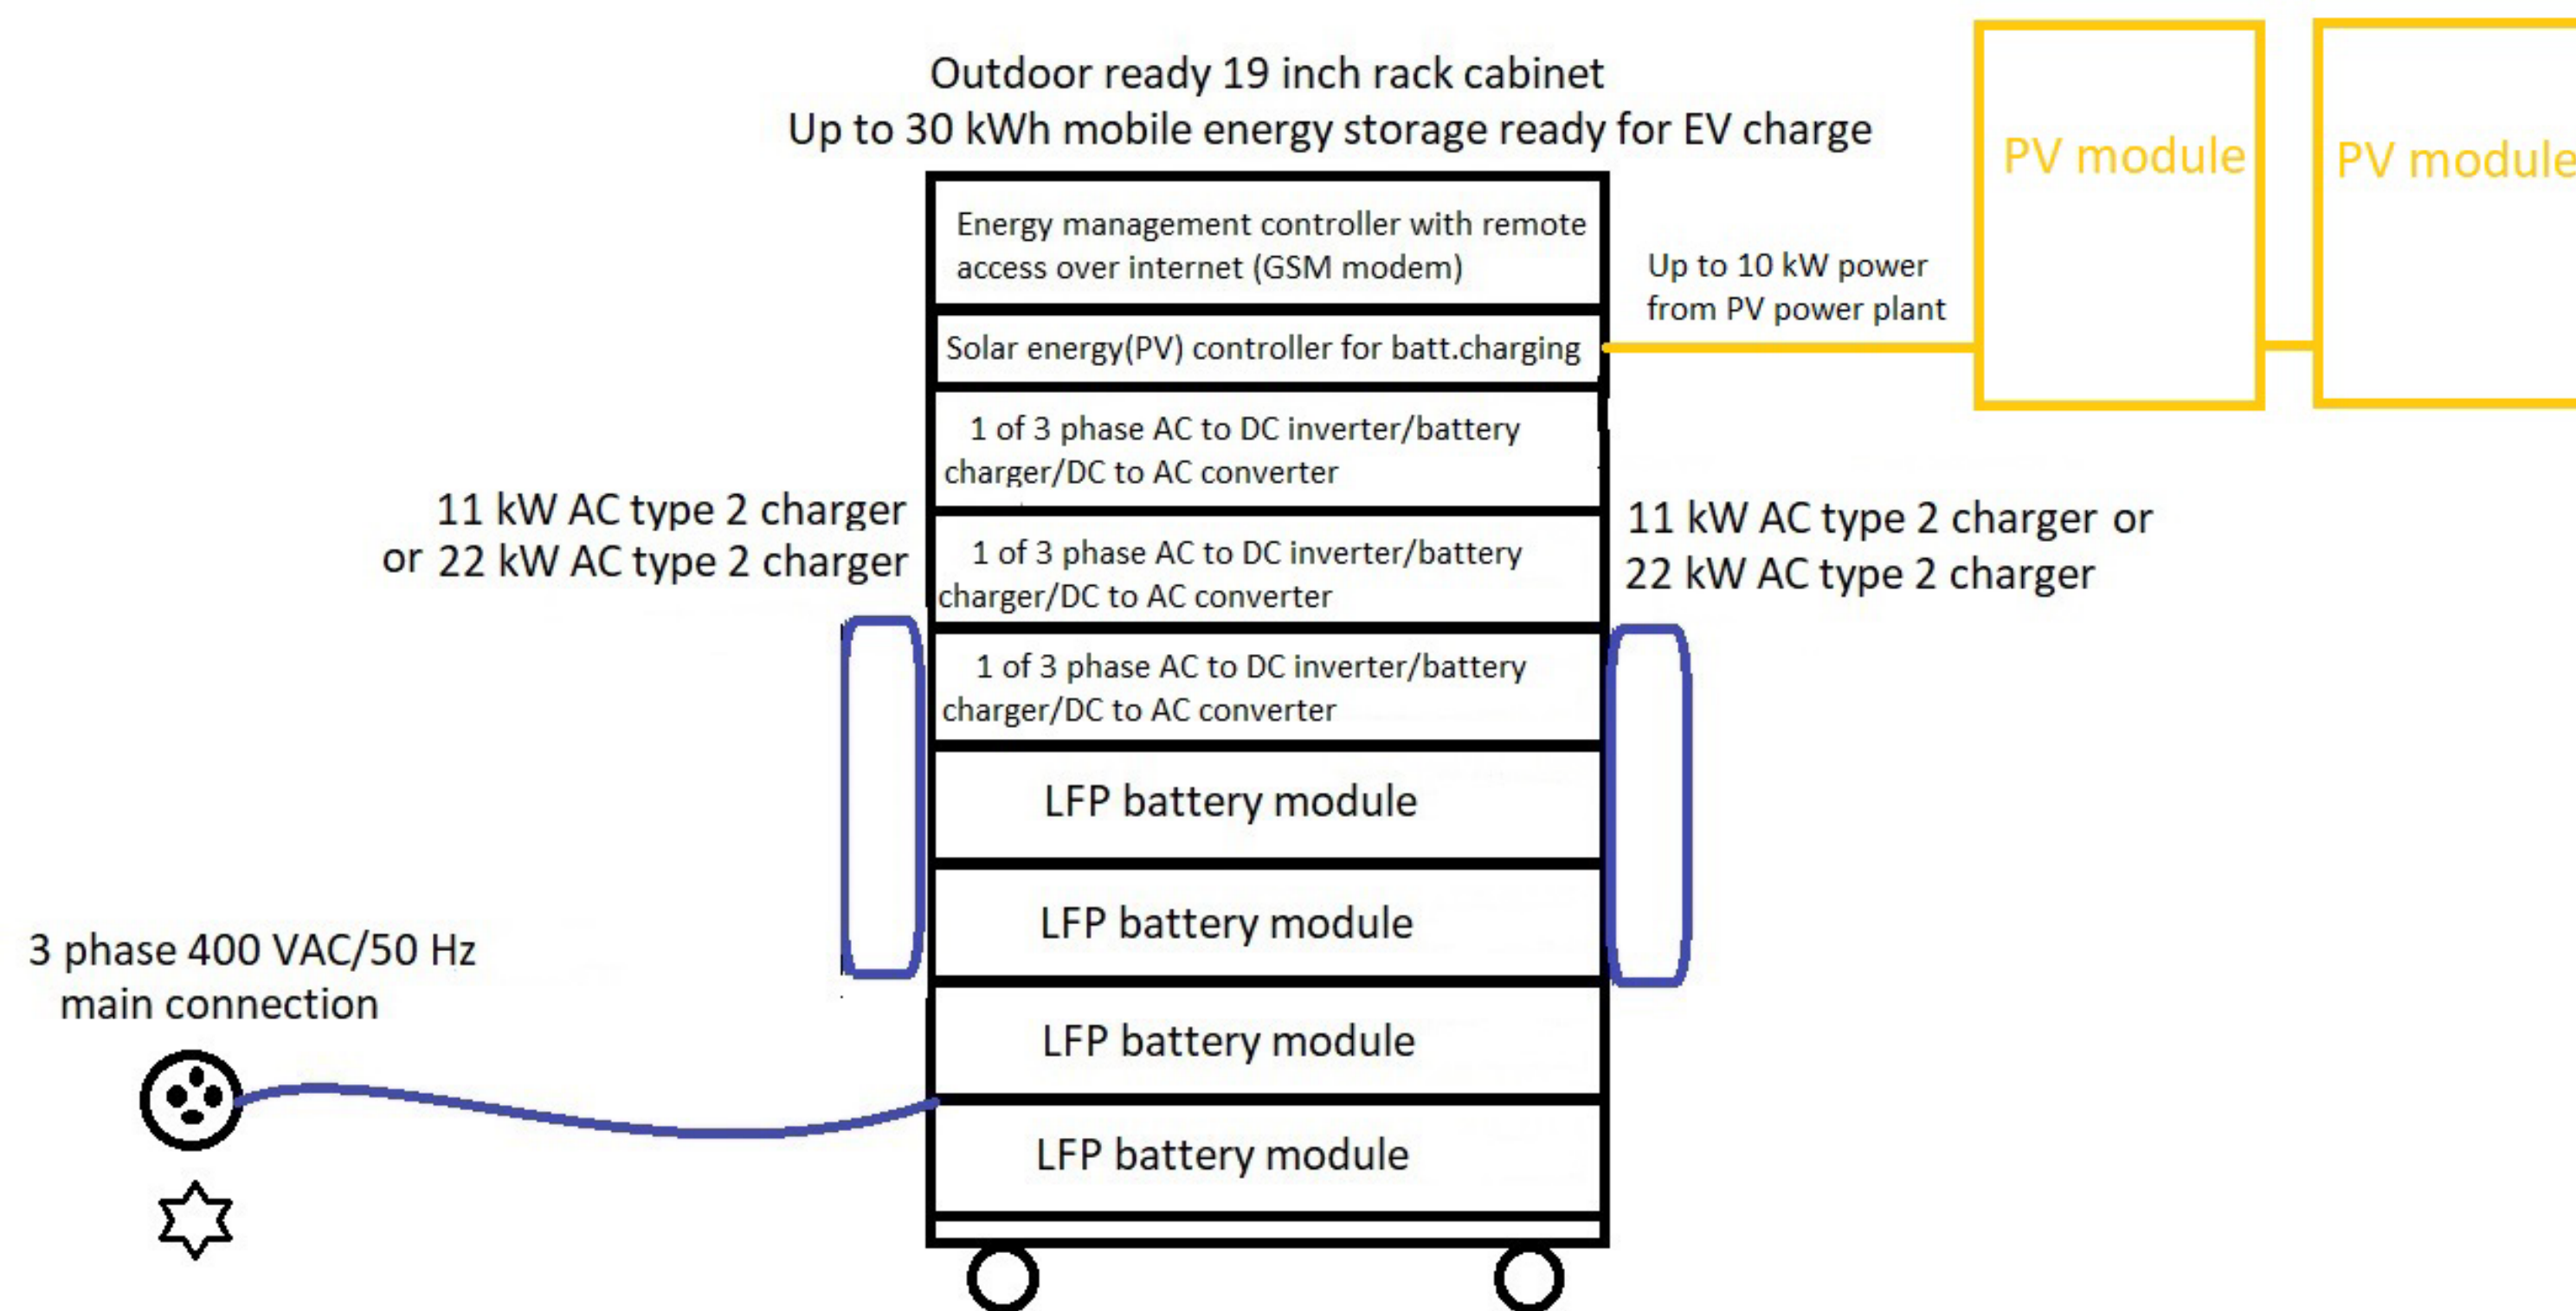 Outdoor ready 19 inch rack cabinet
Up to 30 kWh mobile energy storage ready for EV charge
PV module
PV module
Energy management controller with remote
access over internet (GSM modem)
Up to 10 kW power
from PV power plant
Solar energy(PV) controller for batt.charging
1 of 3 phase AC to DC inverter/battery
charger/DC to AC converter
11 kW AC type 2 charger
or 22 kW AC type 2 charger
1 of 3 phase AC to DC inverter/battery
charger/DC to AC converter
11 kW AC type 2 charger or
22 kW AC type 2 charger
1 of 3 phase AC to DC inverter/battery
charger/DC to AC converter
LFP battery module
LFP battery module
3 phase 400 VAC/50 Hz
main connection
LFP battery module
LFP battery module